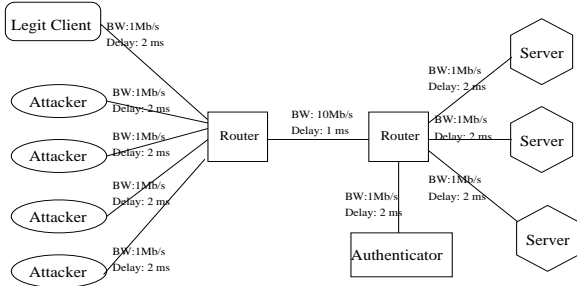 Legit Client
BW:1Mb/s
Delay: 2 ms
Attacker
BW:1Mb/s
Delay: 2 ms
Attacker
BW:1Mb/s
Delay: 2 ms
Attacker
BW:1Mb/s
Delay: 2 ms
Attacker
BW:1Mb/s
Delay: 2 ms
Router
BW: 10Mb/s
Delay: 1 ms
Router
BW:1Mb/s
Delay: 2 ms
Server
BW:1Mb/s
Delay: 2 ms
Server
BW:1Mb/s
Delay: 2 ms
Server
BW:1Mb/s
Delay: 2 ms
Authenticator